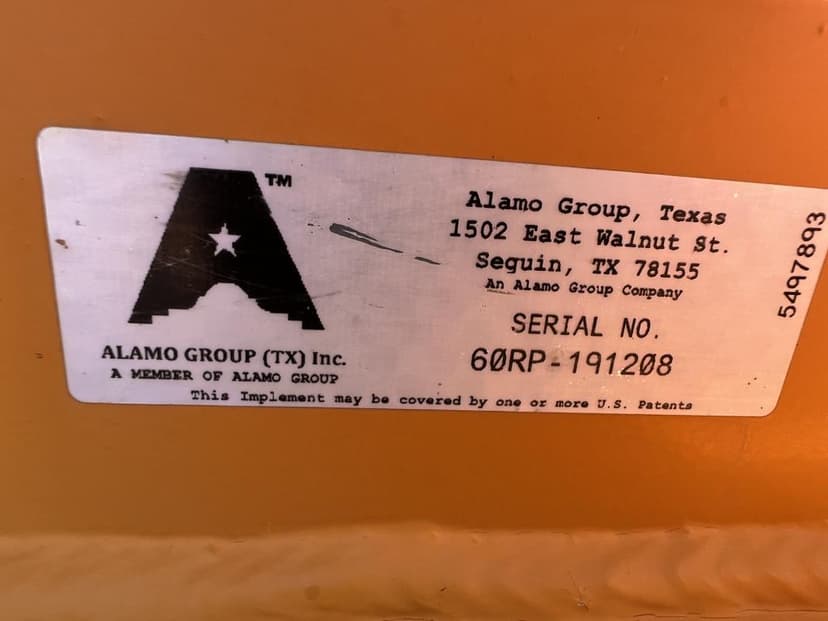 A TM
ALAMO GROUP (TX) Inc.
A MEMBER OF ALAMO GROUP
Alamo Group, Texas
1502 East Walnut St.
Seguin, TX 78155
An Alamo Group Company
SERIAL NO.
60RP-191208
This Implement may be covered by one or more U.S. Patents
5497893